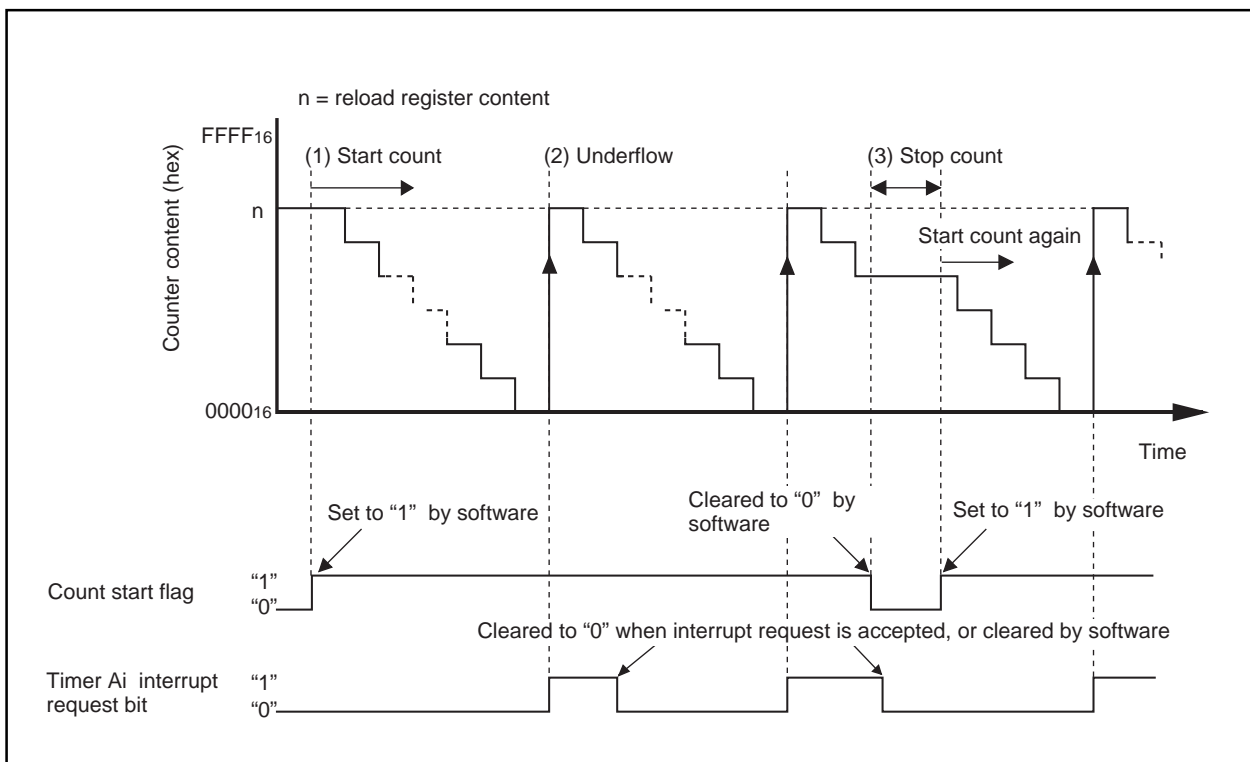 n = reload register content
FFFF16
(1) Start count
(2) Underflow
(3) Stop count
Counter content (hex)
n
Start count again
000016
Time
Set to “1” by software
Cleared to “0” by
software
Set to “1” by software
Count start flag
“1”
“0”
Cleared to “0” when interrupt request is accepted, or cleared by software
Timer Ai interrupt
request bit
“1”
“0”